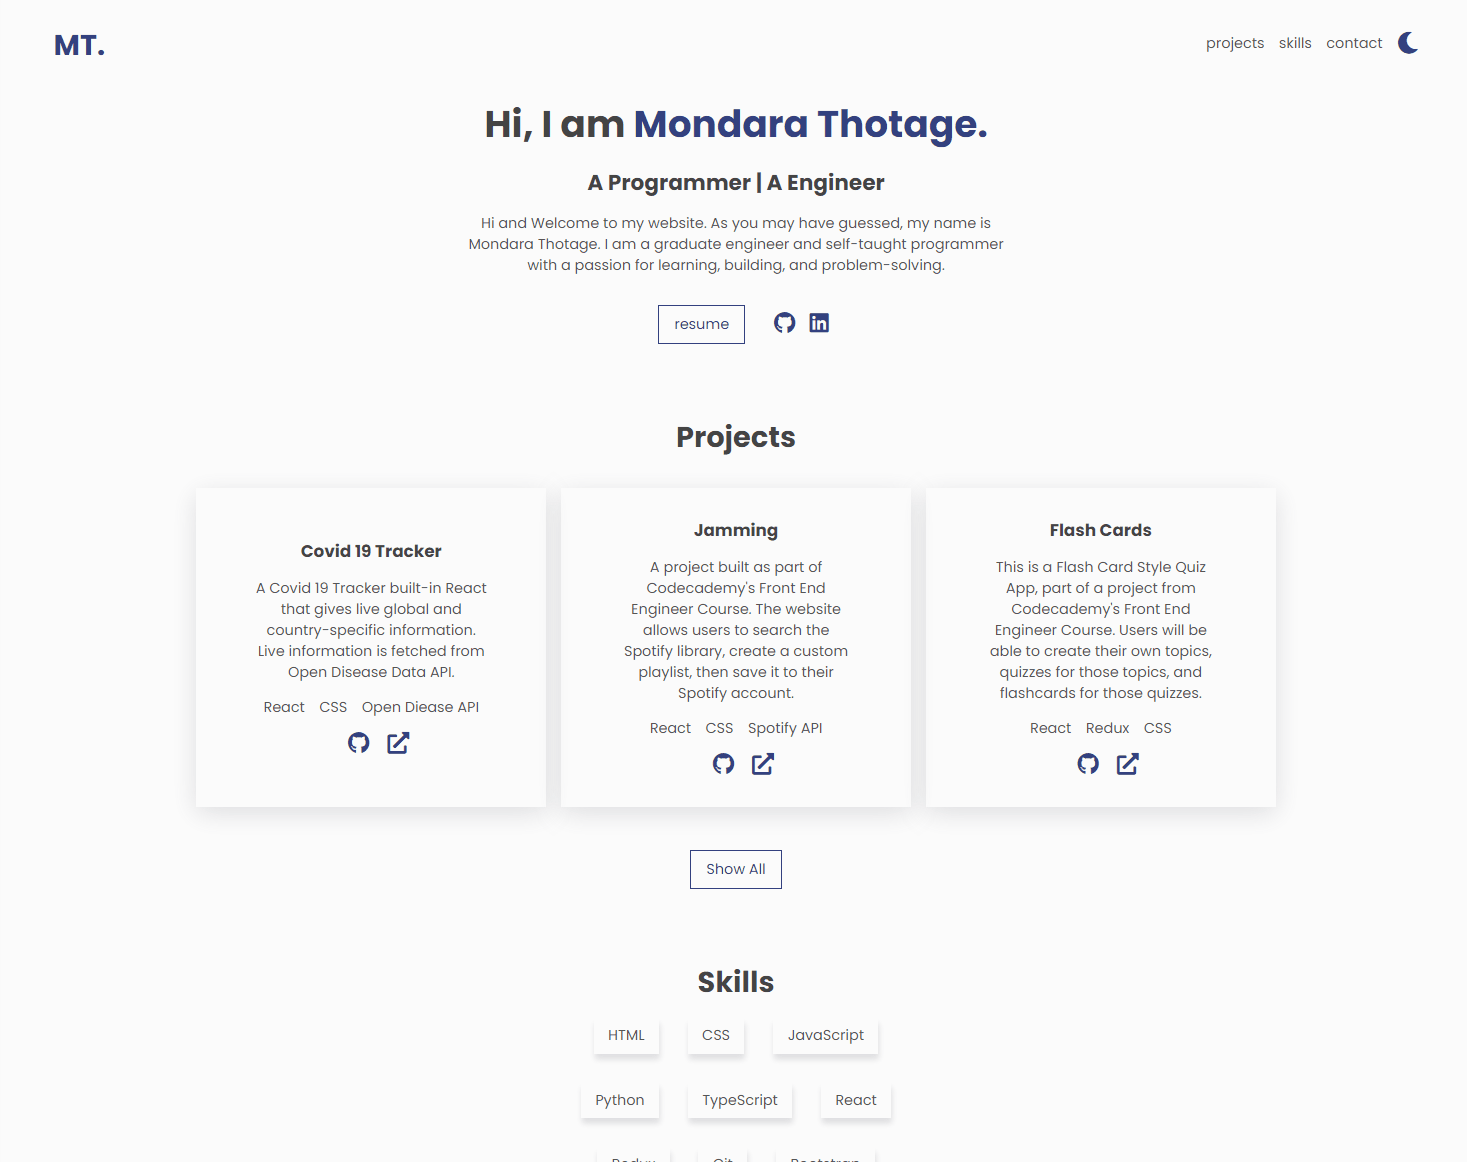 MT.
projects skills contact
Hi, I am Mondara Thotage.
A Programmer | A Engineer
Hi and Welcome to my website. As you may have guessed, my name is
Mondara Thotage. I am a graduate engineer and self-taught programmer
with a passion for learning, building, and problem-solving.
resume
Projects
Covid 19 Tracker
A Covid 19 Tracker built-in React
that gives live global and
country-specific information.
Live information is fetched from
Open Disease Data API.
React CSS Open Diease API
Jamming
A project built as part of
Codecademy's Front End
Engineer Course. The website
allows users to search the
Spotify library, create a custom
playlist, then save it to their
Spotify account.
React CSS Spotify API
Flash Cards
This is a Flash Card Style Quiz
App, part of a project from
Codecademy's Front End
Engineer Course. Users will be
able to create their own topics,
quizzes for those topics, and
flashcards for those quizzes.
React Redux CSS
Show All
Skills
HTML CSS JavaScript
Python TypeScript React
Redux Git Bootstrap